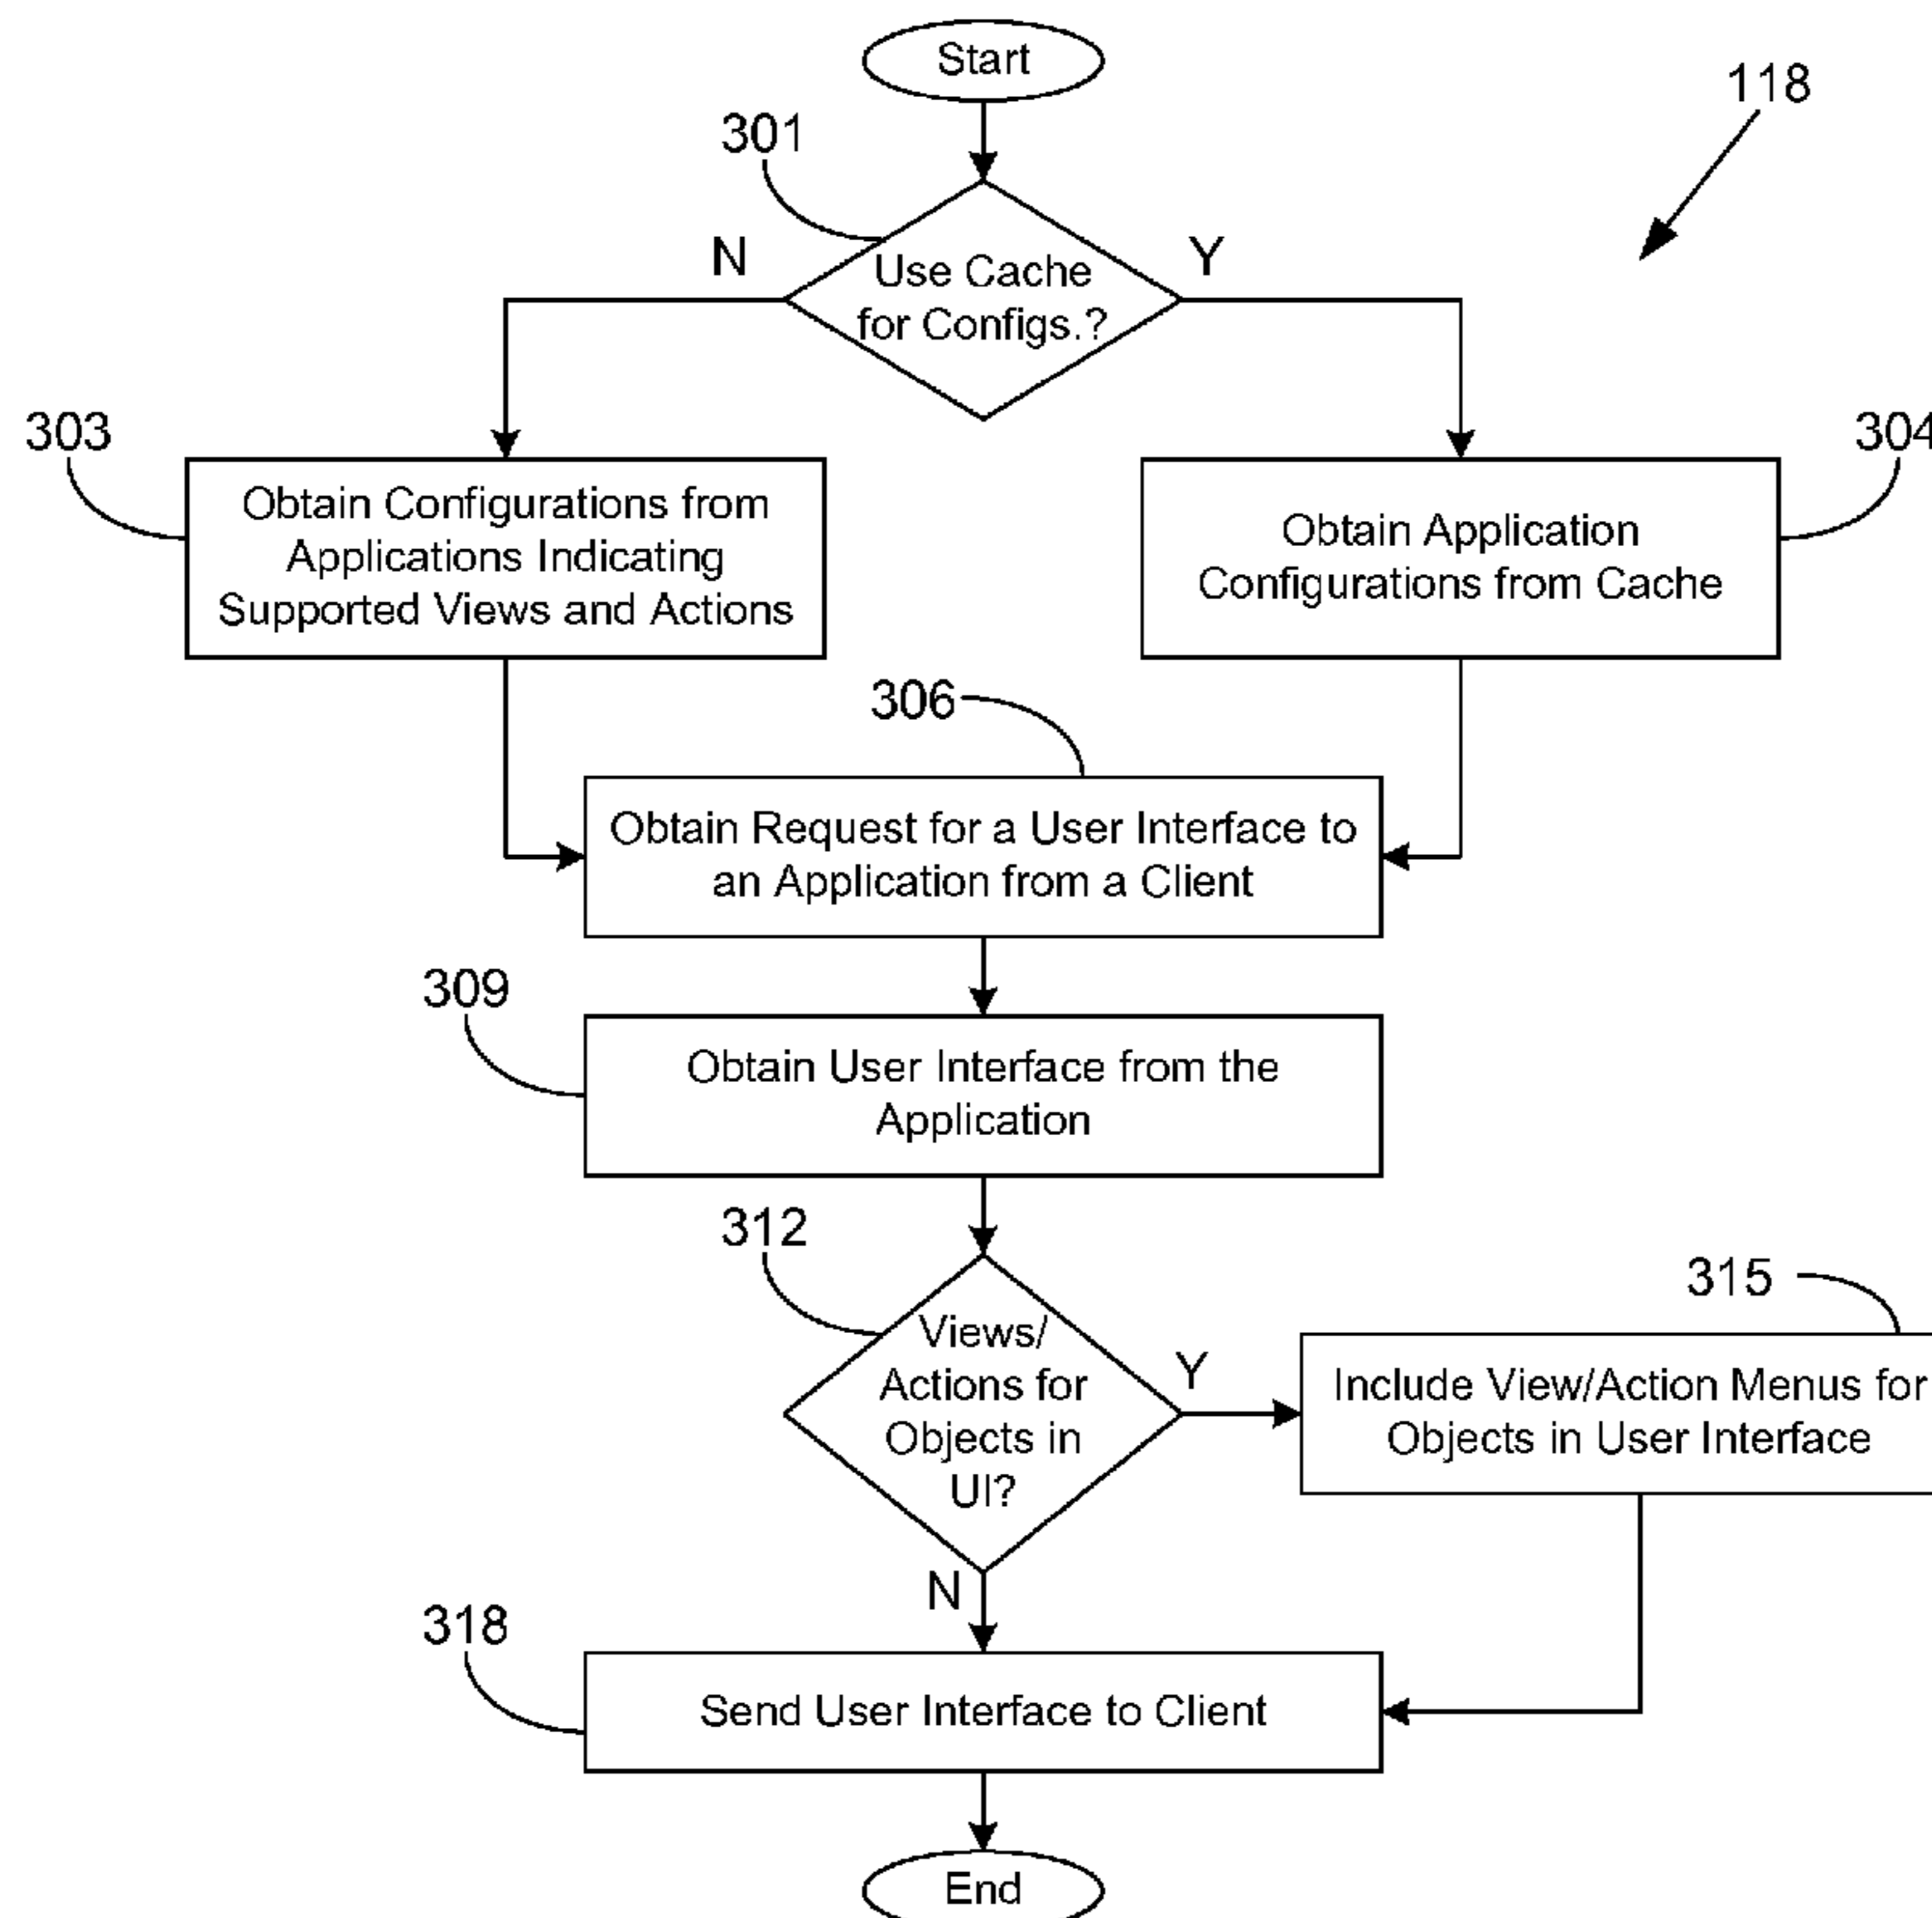 Start
118
301
N
Y
Use Cache
for Configs.?
303
304
Obtain Configurations from
Applications Indicating
Supported Views and Actions
Obtain Application
Configurations from Cache
306
Obtain Request for a User Interface to
an Application from a Client
309
Obtain User Interface from the
Application
312
315
Views/
Actions for
Objects in
UI?
Y
Include View/Action Menus for
Objects in User Interface
N
318
Send User Interface to Client
End